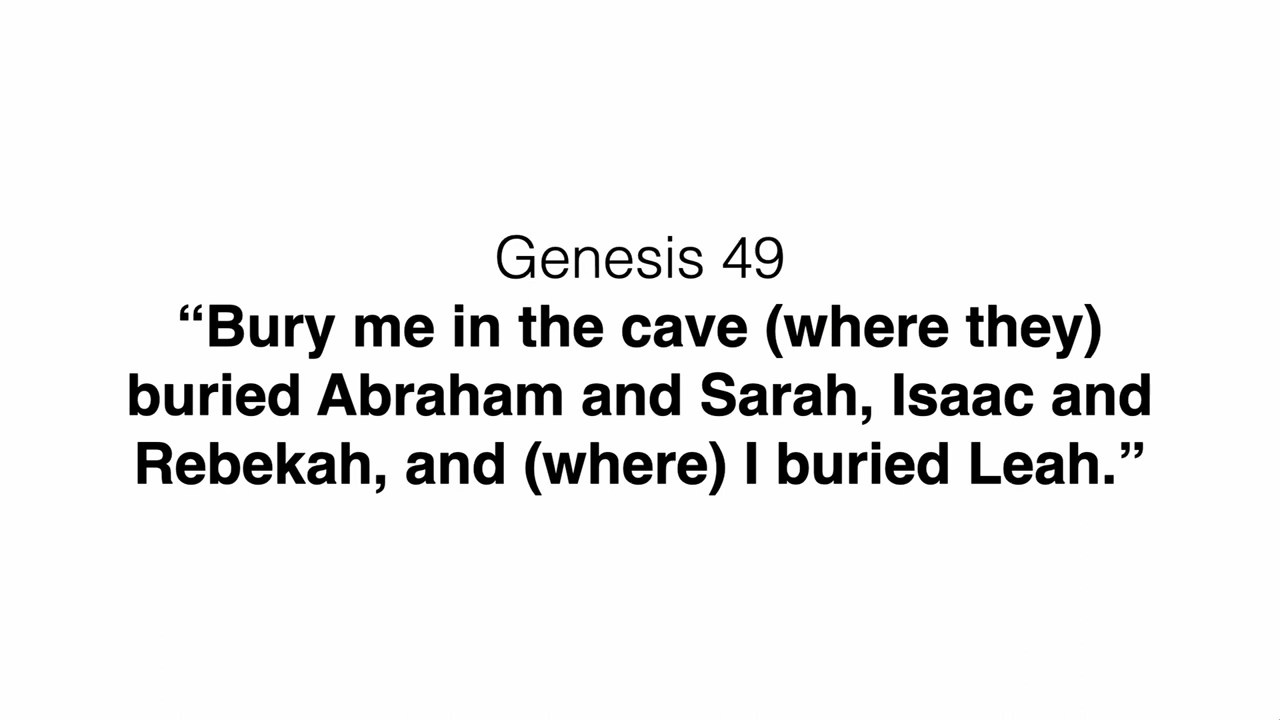 Genesis 49
“Bury me in the cave (where they)
buried Abraham and Sarah, Isaac and
Rebekah, and (where) I buried Leah.”